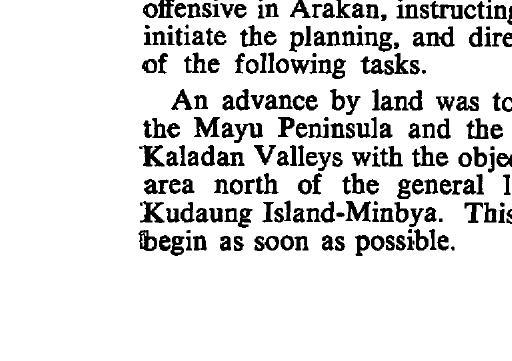 offensive in Arakan, instructing
initiate the planning, and dire
of the following tasks.
An advance by land was to
the Mayu Peninsula and the
Kaladan Valleys with the obje
area north of the general l
Kudaung Island-Minbya. This
begin as soon as possible.